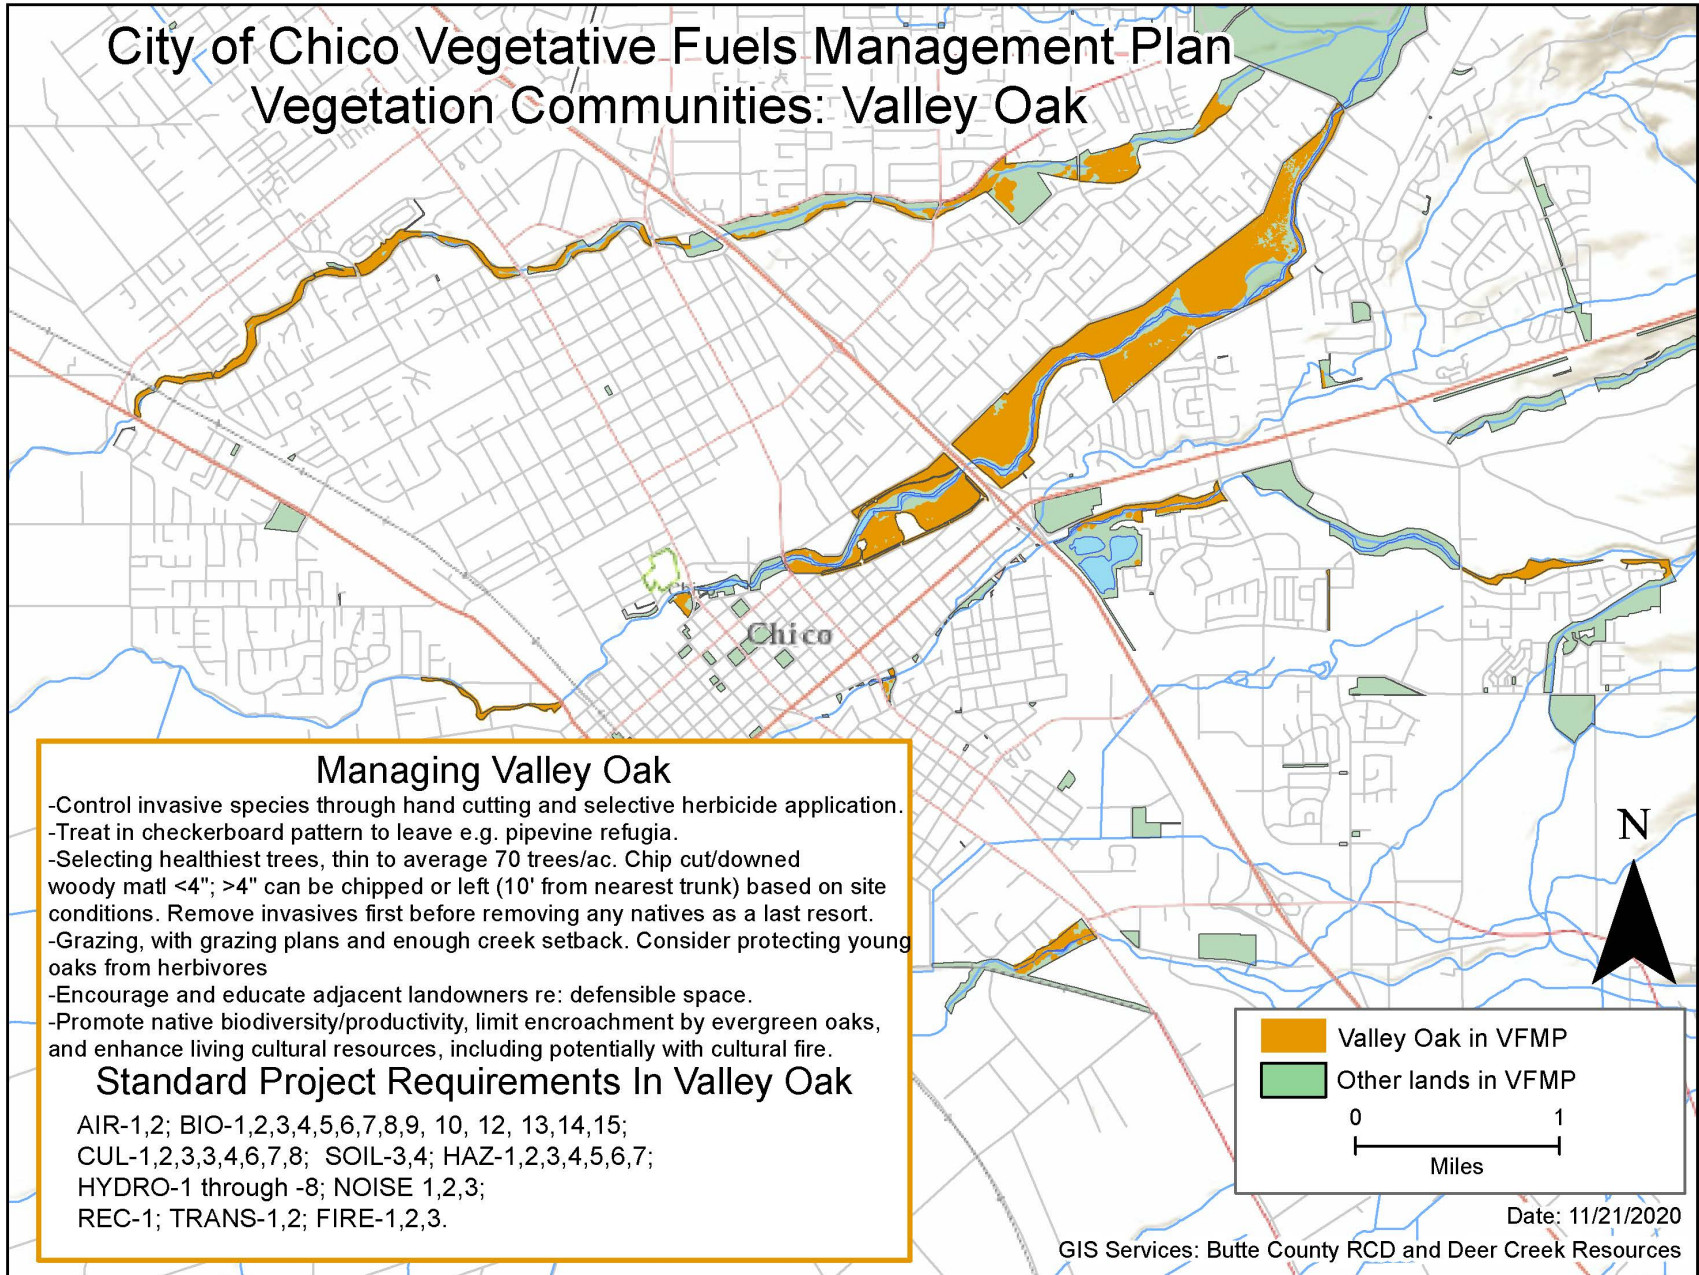 City of Chico Vegetative Fuels Management Plan
Vegetation Communities: Valley Oak
Chico
Managing Valley Oak
-Control invasive species through hand cutting and selective herbicide application.
-Treat in checkerboard pattern to leave e.g. pipevine refugia.
-Selecting healthiest trees, thin to average 70 trees/ac. Chip cut/downed
woody matl <4"; >4" can be chipped or left (10' from nearest trunk) based on site
conditions. Remove invasives first before removing any natives as a last resort.
-Grazing, with grazing plans and enough creek setback. Consider protecting young
oaks from herbivores
-Encourage and educate adjacent landowners re: defensible space.
-Promote native biodiversity/productivity, limit encroachment by evergreen oaks,
and enhance living cultural resources, including potentially with cultural fire.
Standard Project Requirements In Valley Oak
AIR-1,2; BIO-1,2,3,4,5,6,7,8,9, 10, 12, 13,14,15;
CUL-1,2,3,3,4,6,7,8; SOIL-3,4; HAZ-1,2,3,4,5,6,7;
HYDRO-1 through -8; NOISE 1,2,3;
REC-1; TRANS-1,2; FIRE-1,2,3.
N
Valley Oak in VFMP
Other lands in VFMP
0 1
Miles
Date: 11/21/2020
GIS Services: Butte County RCD and Deer Creek Resources